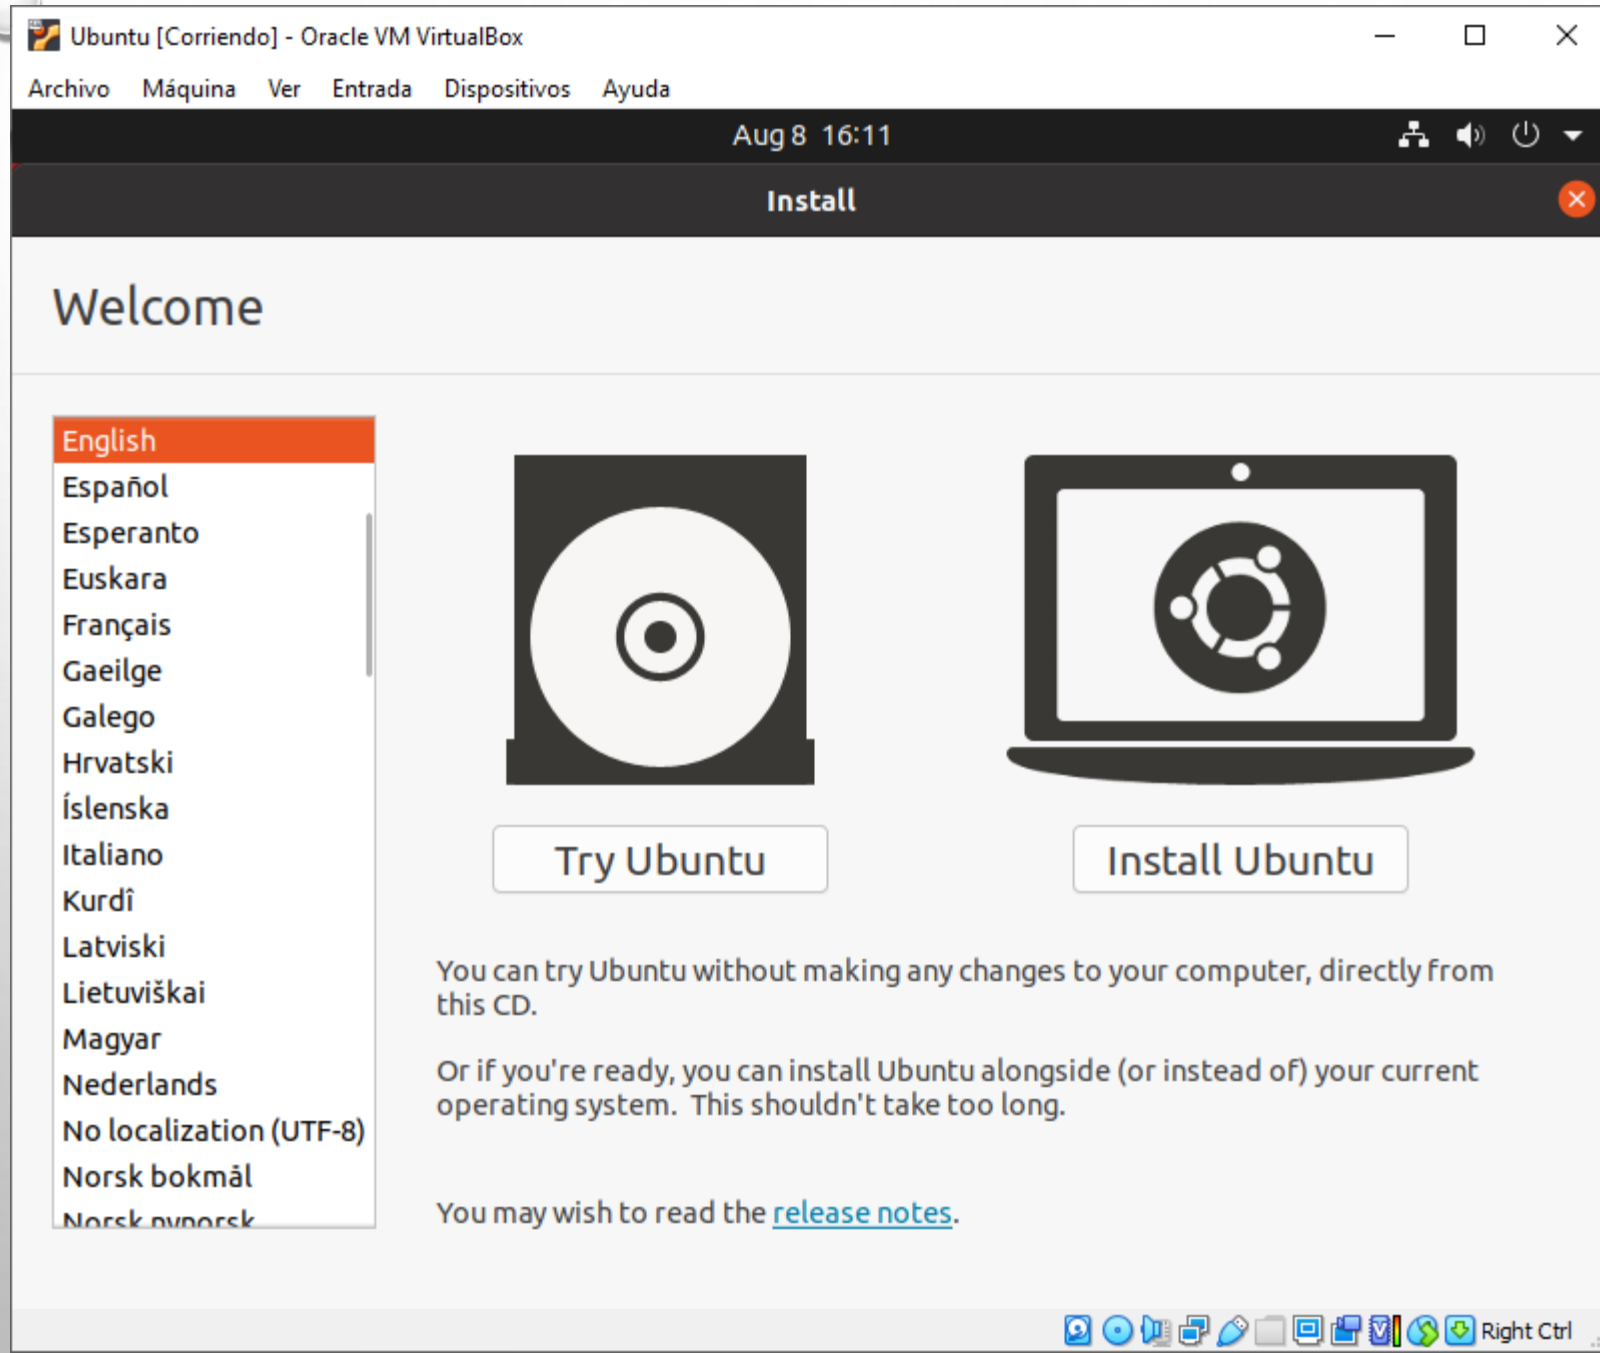 Ubuntu [Corriendo] - Oracle VM VirtualBox
Archivo Máquina Ver Entrada Dispositivos Ayuda
Aug 8 16:11
Install
Welcome
English
Español
Esperanto
Euskara
Français
Gaeilge
Galego
Hrvatski
Íslenska
Italiano
Kurdî
Latviski
Lietuviškai
Magyar
Nederlands
No localization (UTF-8)
Norsk bokmål
Norsk nynorsk
Try Ubuntu
Install Ubuntu
You can try Ubuntu without making any changes to your computer, directly from
this CD.
Or if you're ready, you can install Ubuntu alongside (or instead of) your current
operating system. This shouldn't take too long.
You may wish to read the release notes.
Right Ctrl